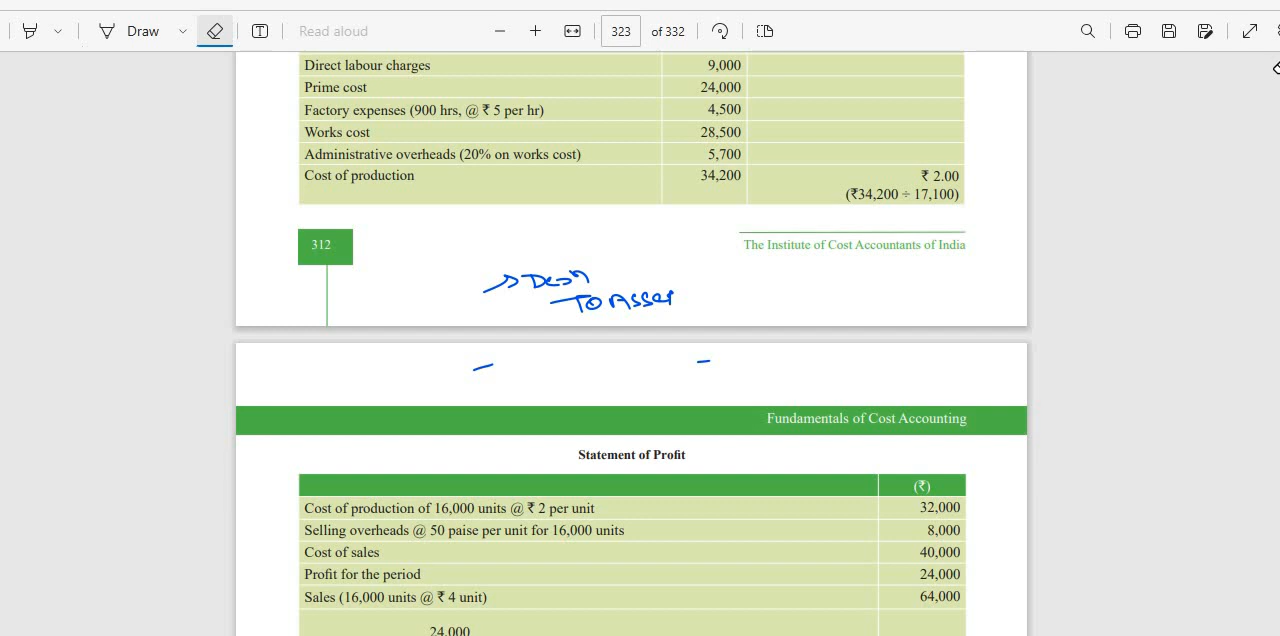 Draw
Read aloud
323 of 332
Direct labour charges 9,000
Prime cost 24,000
Factory expenses (900 hrs, @ ₹ 5 per hr) 4,500
Works cost 28,500
Administrative overheads (20% on works cost) 5,700
Cost of production 34,200 ₹ 2.00
(₹34,200 ÷ 17,100)
312
The Institute of Cost Accountants of India
To Asset
Fundamentals of Cost Accounting
Statement of Profit
(₹)
Cost of production of 16,000 units @ ₹ 2 per unit 32,000
Selling overheads @ 50 paise per unit for 16,000 units 8,000
Cost of sales 40,000
Profit for the period 24,000
Sales (16,000 units @ ₹ 4 unit) 64,000
24,000